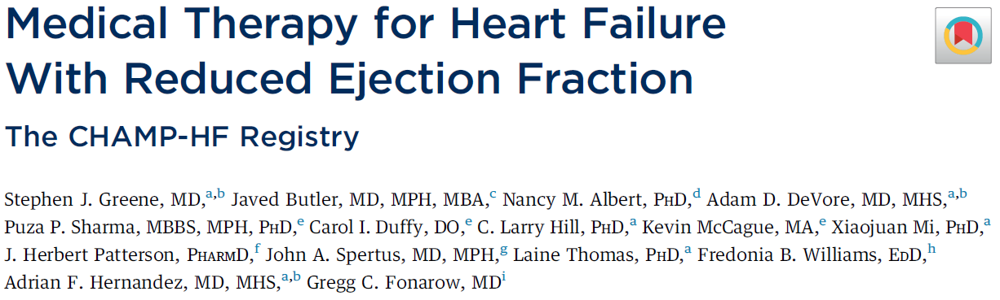 Medical Therapy for Heart Failure
With Reduced Ejection Fraction
The CHAMP-HF Registry
Stephen J. Greene, MD,a,b Javed Butler, MD, MPH, MBA,c Nancy M. Albert, PHD,d Adam D. DeVore, MD, MHS,a,b
Puza P. Sharma, MBBS, MPH, PHD,e Carol I. Duffy, DO,e C. Larry Hill, PHD,a Kevin McCague, MA,e Xiaojuan Mi, PHD,a
J. Herbert Patterson, PHARMD,f John A. Spertus, MD, MPH,g Laine Thomas, PHD,a Fredonia B. Williams, EDD,h
Adrian F. Hernandez, MD, MHS,a,b Gregg C. Fonarow, MDi